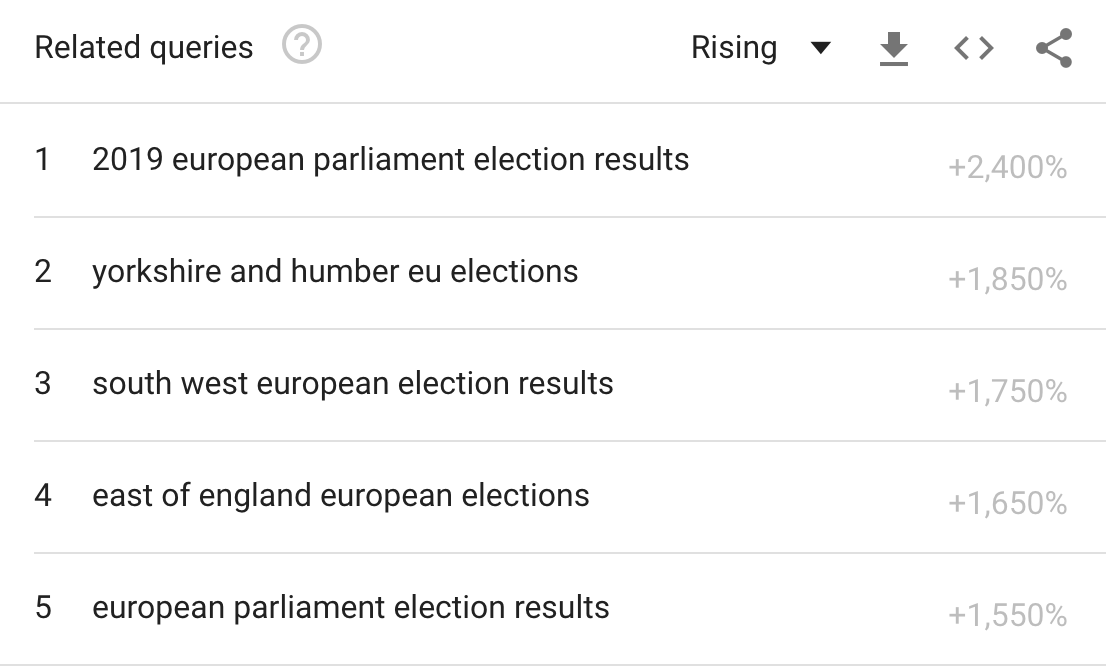 Related queries ? Rising
1 2019 european parliament election results +2,400%
2 yorkshire and humber eu elections +1,850%
3 south west european election results +1,750%
4 east of england european elections +1,650%
5 european parliament election results +1,550%